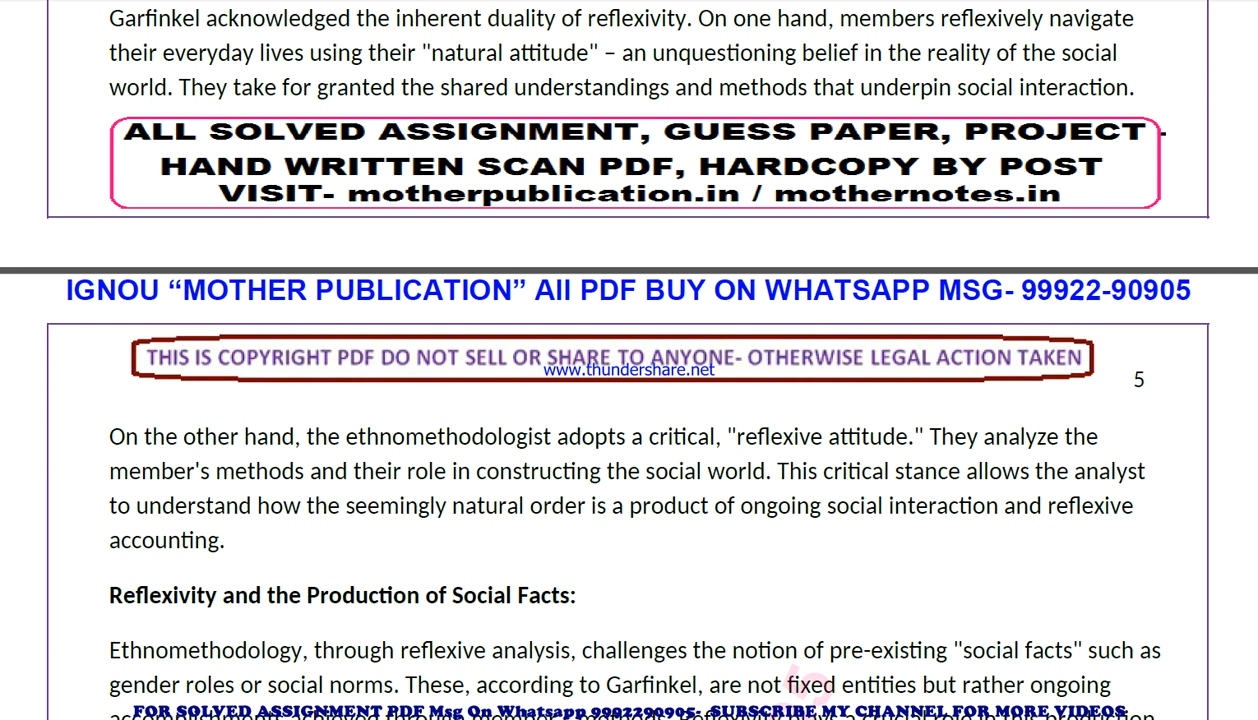 Garfinkel acknowledged the inherent duality of reflexivity. On one hand, members reflexively navigate
their everyday lives using their "natural attitude" – an unquestioning belief in the reality of the social
world. They take for granted the shared understandings and methods that underpin social interaction.
ALL SOLVED ASSIGNMENT, GUESS PAPER, PROJECT -
HAND WRITTEN SCAN PDF, HARDCOPY BY POST
VISIT- motherpublication.in / mothernotes.in
IGNOU “MOTHER PUBLICATION” All PDF BUY ON WHATSAPP MSG- 99922-90905
THIS IS COPYRIGHT PDF DO NOT SELL OR SHARE TO ANYONE- OTHERWISE LEGAL ACTION TAKEN
www.thundershare.net
5
On the other hand, the ethnomethodologist adopts a critical, "reflexive attitude." They analyze the
member's methods and their role in constructing the social world. This critical stance allows the analyst
to understand how the seemingly natural order is a product of ongoing social interaction and reflexive
accounting.
Reflexivity and the Production of Social Facts:
Ethnomethodology, through reflexive analysis, challenges the notion of pre-existing "social facts" such as
gender roles or social norms. These, according to Garfinkel, are not fixed entities but rather ongoing
FOR SOLVED ASSIGNMENT PDF Msg On Whatsapp 9992290905- SUBSCRIBE MY CHANNEL FOR MORE VIDEOS